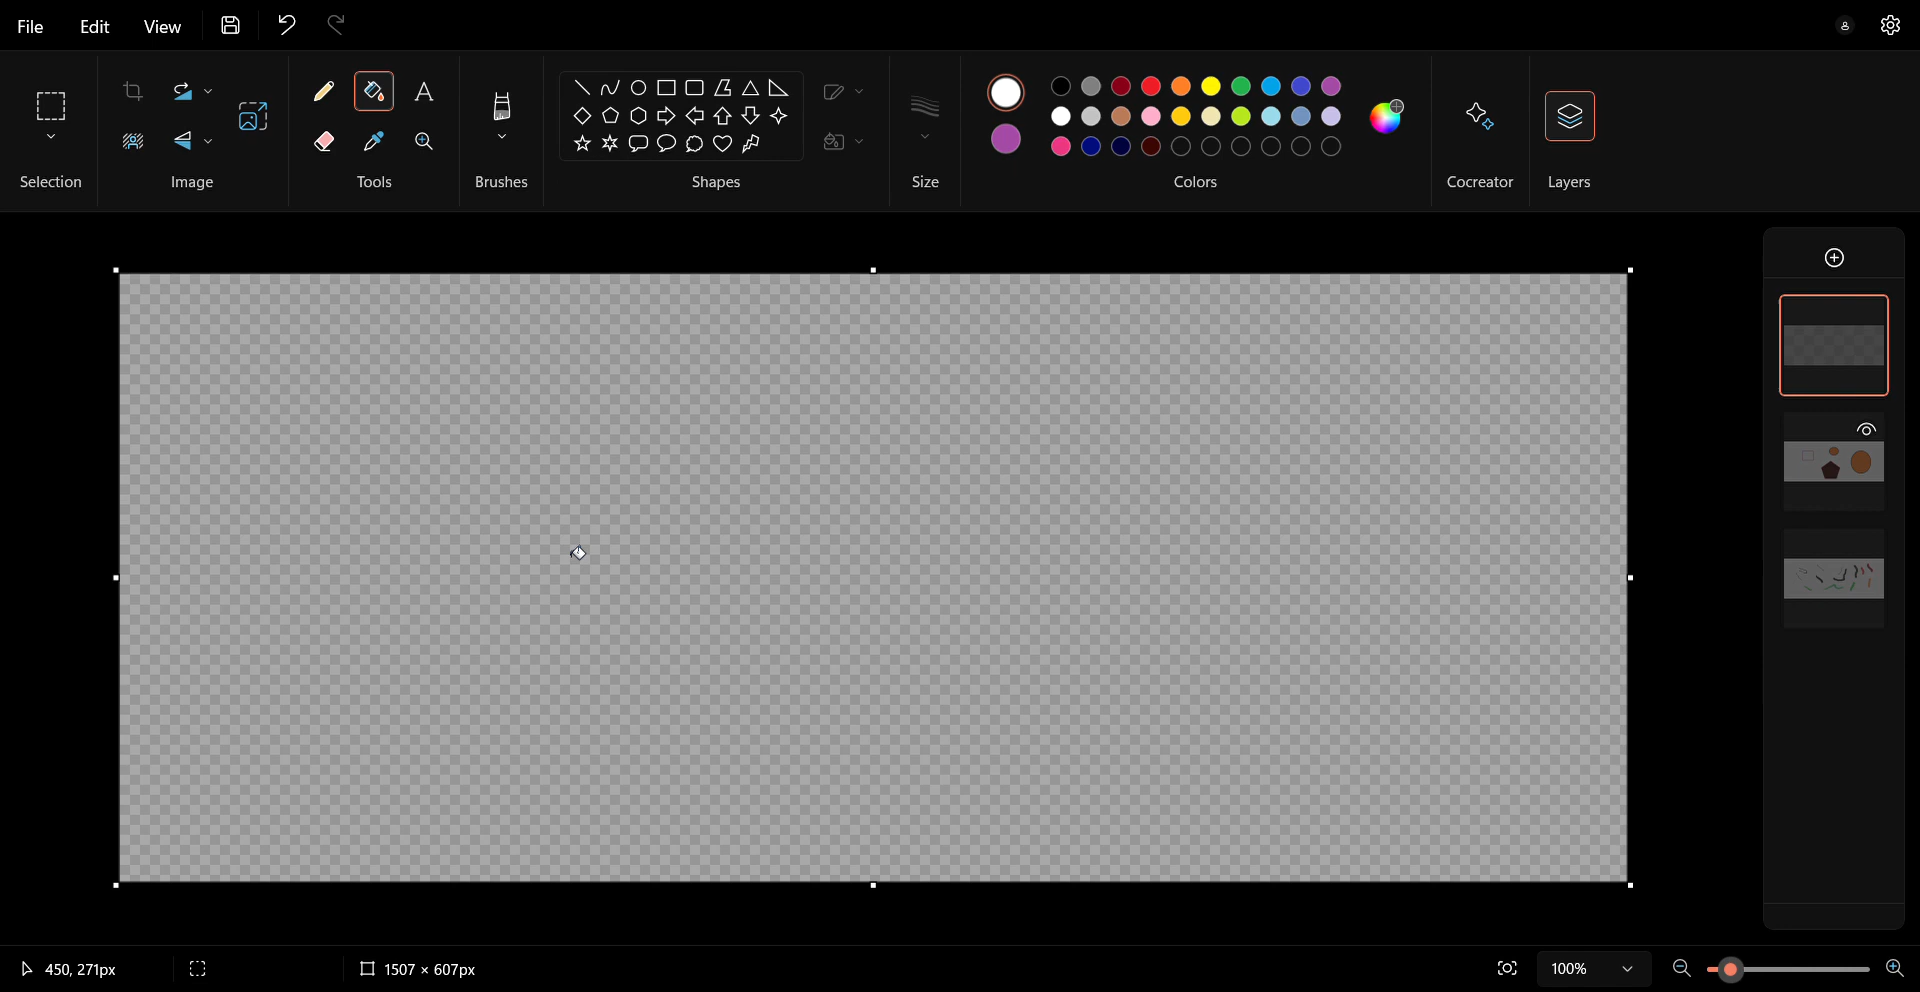 File Edit View
Selection Image Tools Brushes Shapes Size Colors Cocreator Layers
450, 271px 1507 × 607px 100%